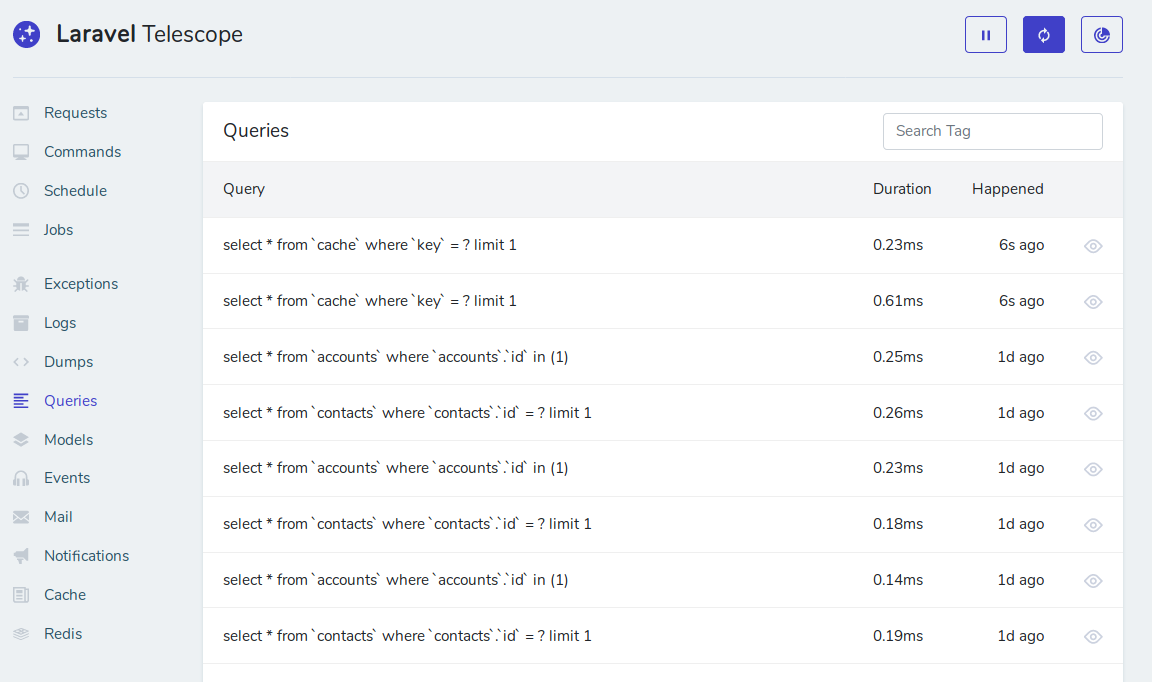 Laravel Telescope
Requests
Commands
Schedule
Jobs
Exceptions
Logs
Dumps
Queries
Models
Events
Mail
Notifications
Cache
Redis
Queries
Search Tag
Query Duration Happened
select * from `cache` where `key` = ? limit 1 0.23ms 6s ago
select * from `cache` where `key` = ? limit 1 0.61ms 6s ago
select * from `accounts` where `accounts`.`id` in (1) 0.25ms 1d ago
select * from `contacts` where `contacts`.`id` = ? limit 1 0.26ms 1d ago
select * from `accounts` where `accounts`.`id` in (1) 0.23ms 1d ago
select * from `contacts` where `contacts`.`id` = ? limit 1 0.18ms 1d ago
select * from `accounts` where `accounts`.`id` in (1) 0.14ms 1d ago
select * from `contacts` where `contacts`.`id` = ? limit 1 0.19ms 1d ago